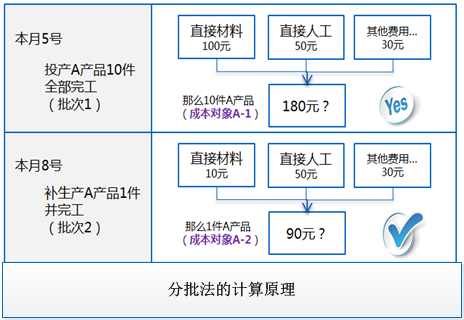 本月5号
投产A产品10件
全部完工
（批次1）
直接材料
100元
直接人工
50元
其他费用...
30元
那么10件A产品
（成本对象A-1）
180元？
Yes
本月8号
补生产A产品1件
并完工
（批次2）
直接材料
10元
直接人工
50元
其他费用...
30元
那么1件A产品
（成本对象A-2）
90元？
分批法的计算原理